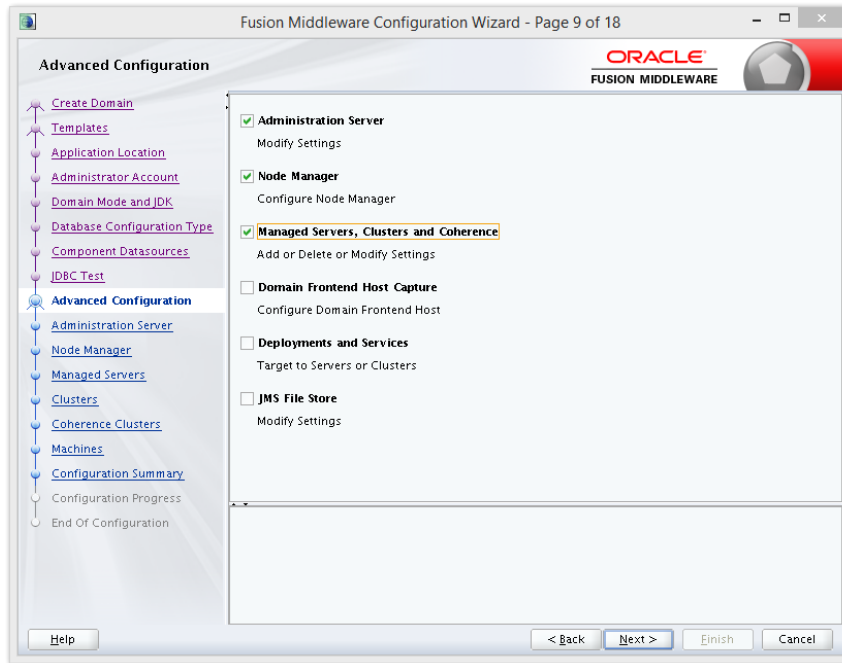 Fusion Middleware Configuration Wizard - Page 9 of 18
Advanced Configuration
ORACLE
FUSION MIDDLEWARE
Create Domain
Templates
Application Location
Administrator Account
Domain Mode and JDK
Database Configuration Type
Component Datasources
JDBC Test
Advanced Configuration
Administration Server
Node Manager
Managed Servers
Clusters
Coherence Clusters
Machines
Configuration Summary
Configuration Progress
End Of Configuration
Administration Server
Modify Settings
Node Manager
Configure Node Manager
Managed Servers, Clusters and Coherence
Add or Delete or Modify Settings
Domain Frontend Host Capture
Configure Domain Frontend Host
Deployments and Services
Target to Servers or Clusters
JMS File Store
Modify Settings
Help
< Back
Next >
Finish
Cancel